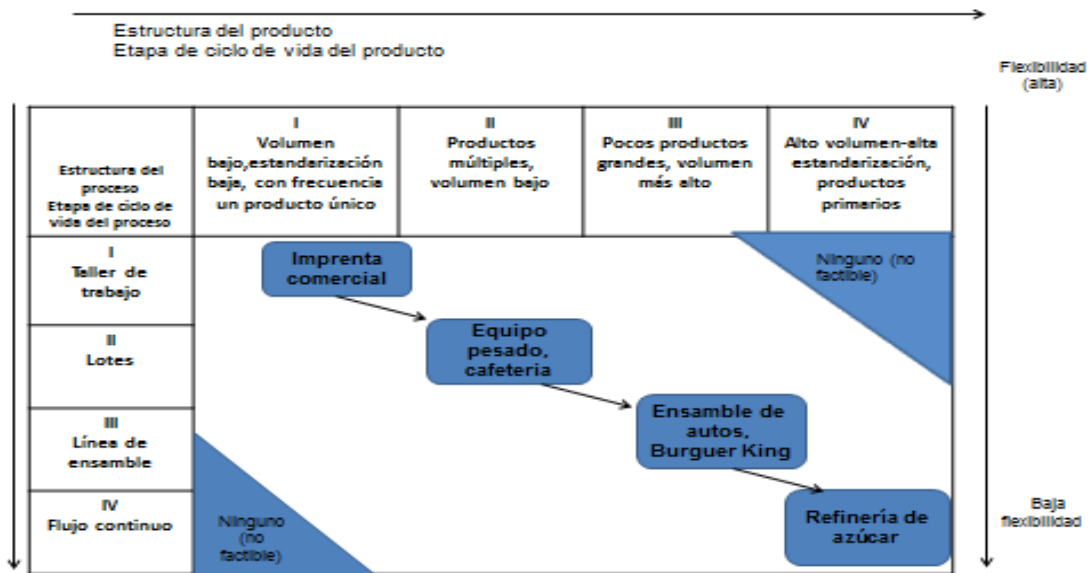 Estructura del producto
Etapa de ciclo de vida del producto
Flexibilidad
(alta)
Estructura del
proceso
Etapa de ciclo de
vida del proceso
I
Volumen
bajo,estandarización
baja, con frecuencia
un producto único
II
Productos
múltiples,
volumen bajo
III
Pocos productos
grandes, volumen
más alto
IV
Alto volumen-alta
estandarización,
productos
primarios
I
Taller de
trabajo
Imprenta
comercial
Ninguno (no
factible)
II
Lotes
Equipo
pesado,
cafeteria
III
Línea de
ensamble
Ensamble de
autos,
Burguer King
IV
Flujo continuo
Ninguno
(no
factible)
Refinería de
azúcar
Baja
flexibilidad